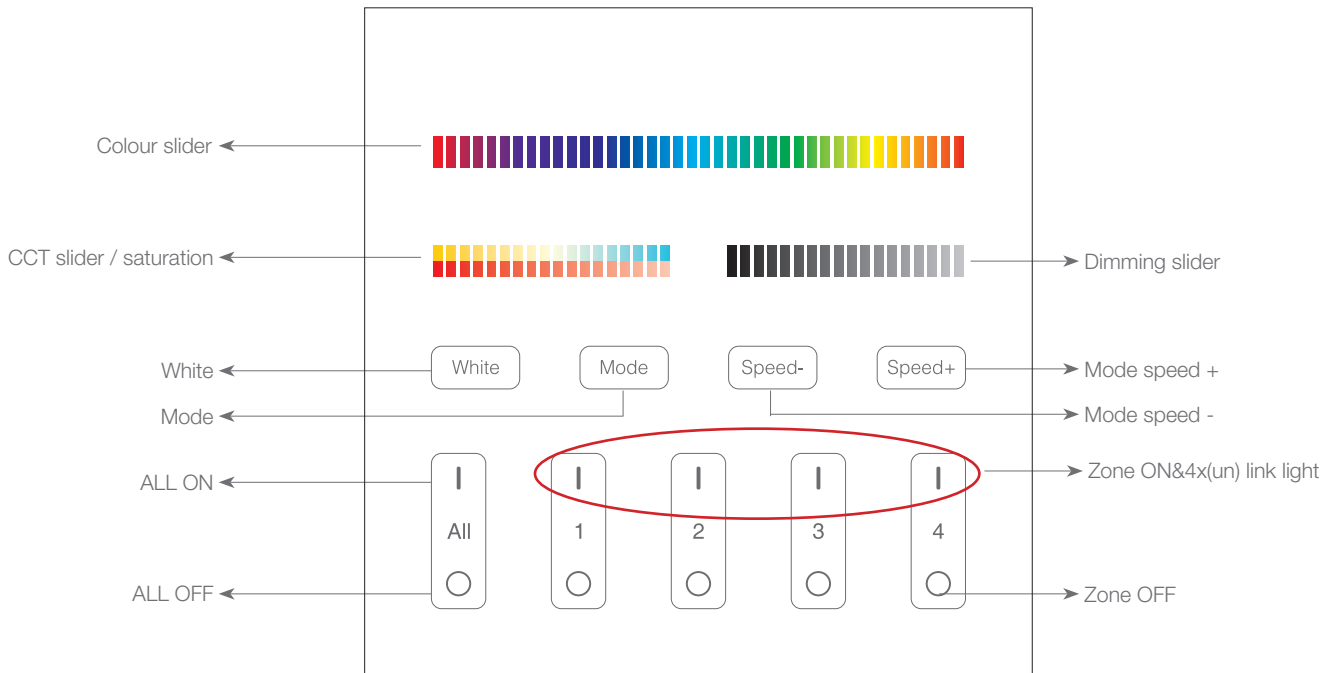 Colour slider
CCT slider / saturation
Dimming slider
White
White
Mode
Speed-
Speed+
Mode speed +
Mode
Mode speed -
ALL ON
Zone ON&4x(un) link light
All
1
2
3
4
ALL OFF
Zone OFF